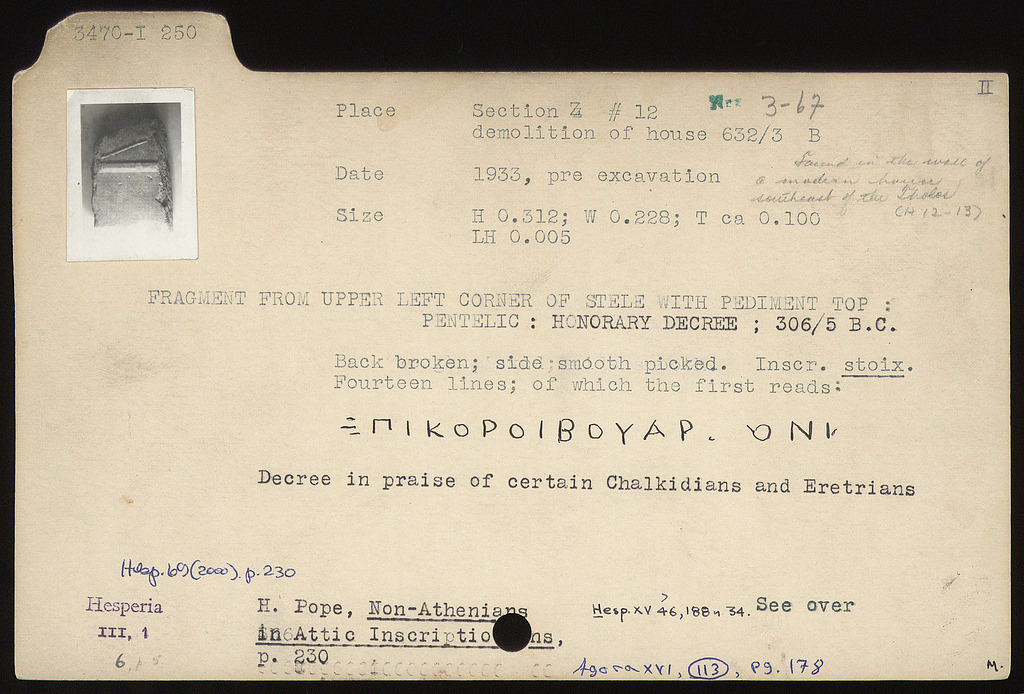 3470-I 250
II
Place Section Z # 12 3-67
demolition of house 632/3 B
Found in the wall of
a modern house
southeast of the Tholos
(H 12-13)
Date 1933, pre excavation
Size H 0.312; W 0.228; T ca 0.100
LH 0.005
FRAGMENT FROM UPPER LEFT CORNER OF STELE WITH PEDIMENT TOP :
PENTELIC : HONORARY DECREE ; 306/5 B.C.
Back broken; side smooth picked. Inscr. stoix.
Fourteen lines; of which the first reads:
ΞΠΙΚΟΡΟΙΒΟΥΑΡ. ΟΝΙ
Decree in praise of certain Chalkidians and Eretrians
Hesp. 69 (2000). p. 230
Hesperia
III, 1
6, p 5
H. Pope, Non-Athenians
in Attic Inscriptions,
p. 230
Hesp. XV '46, 188 n 34. See over
Agora XVI, 113, pg. 178
M.